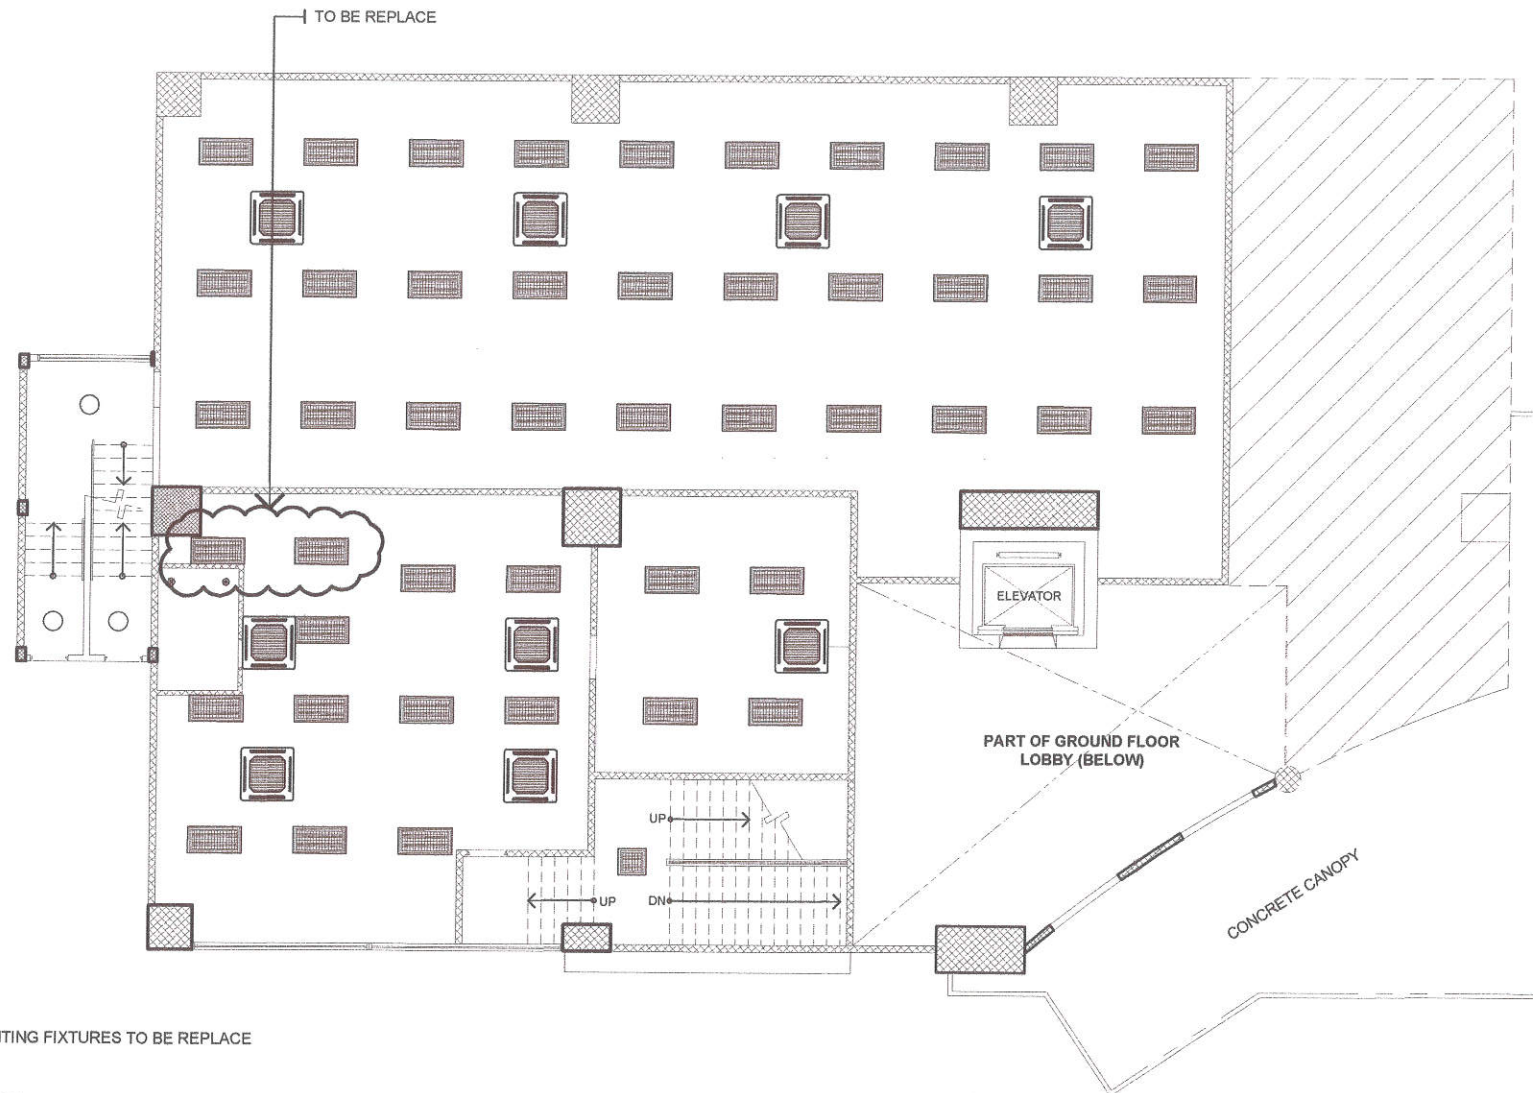 TO BE REPLACE
ELEVATOR
PART OF GROUND FLOOR
LOBBY (BELOW)
UP
UP
DN
CONCRETE CANOPY
TING FIXTURES TO BE REPLACE